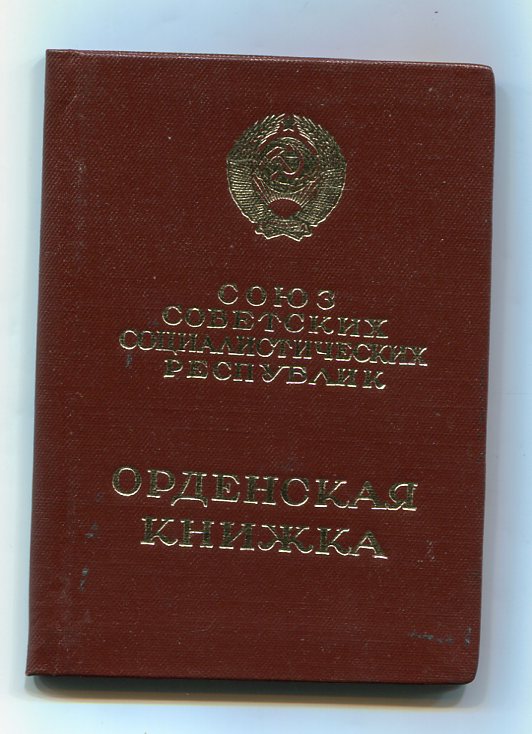 СОЮЗ
СОВЕТСКИХ
СОЦИАЛИСТИЧЕСКИХ
РЕСПУБЛИК
ОРДЕНСКАЯ
КНИЖКА